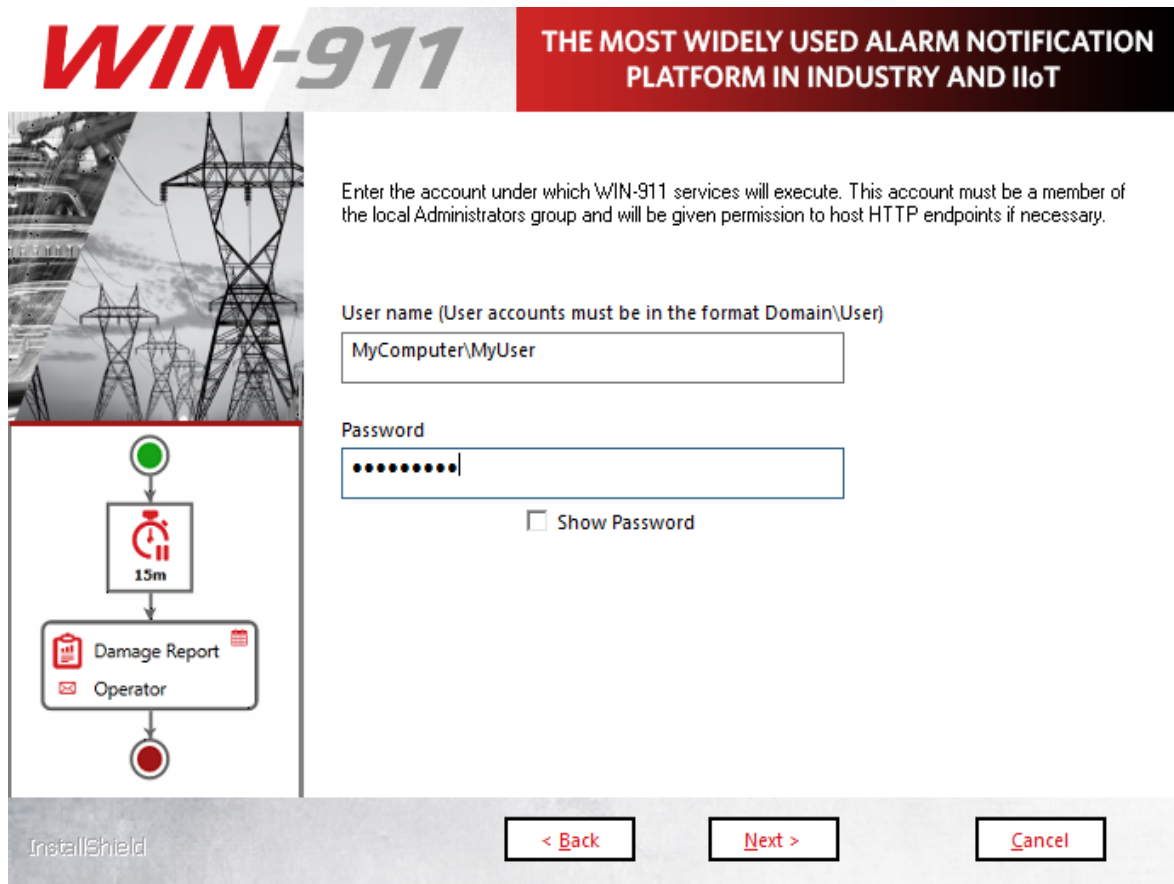 WIN-911
THE MOST WIDELY USED ALARM NOTIFICATION
PLATFORM IN INDUSTRY AND IIoT
Enter the account under which WIN-911 services will execute. This account must be a member of
the local Administrators group and will be given permission to host HTTP endpoints if necessary.
User name (User accounts must be in the format Domain\User)
MyComputer\MyUser
Password
●●●●●●●●●
Show Password
15m
Damage Report
Operator
InstallShield
< Back
Next >
Cancel